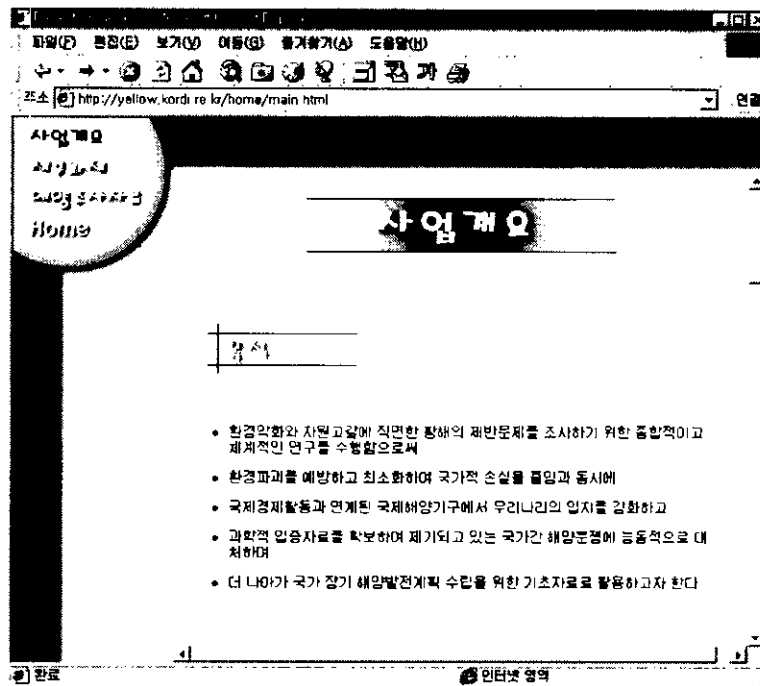 파일(F) 편집(E) 보기(V) 이동(G) 즐겨찾기(A) 도움말(H)
주소 http://yellow.kordi.re.kr/home/main.html 연결
사업개요
Home
사업개요
목적
• 환경악화와 자원고갈에 직면한 황해의 제반문제를 조사하기 위한 종합적이고
체계적인 연구를 수행함으로써
• 환경파괴를 예방하고 최소화하여 국가적 손실을 줄임과 동시에
• 국제경제활동과 연계된 국제해양기구에서 우리나라의 입지를 강화하고
• 과학적 입증자료를 확보하여 제기되고 있는 국가간 해양분쟁에 능동적으로 대
처하며
• 더 나아가 국가 장기 해양발전계획 수립을 위한 기초자료로 활용하고자 한다
완료 인터넷 영역